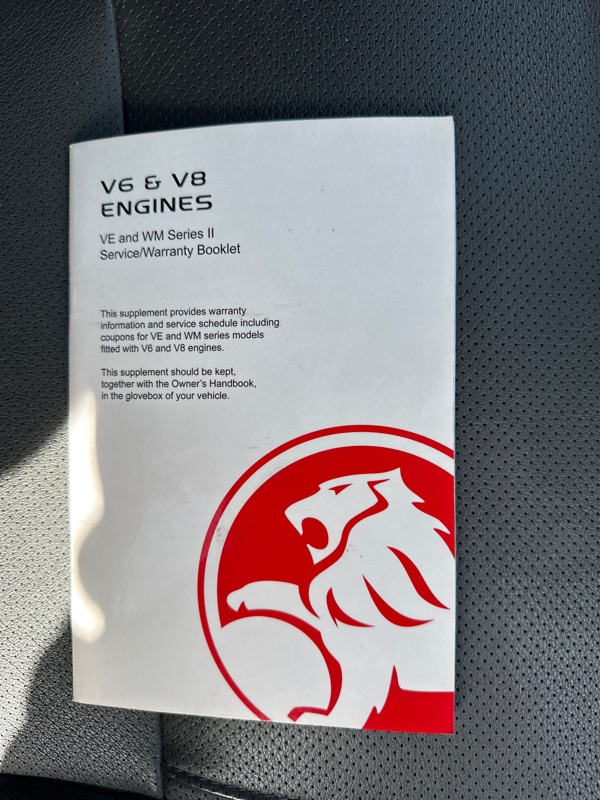 V6 & V8
ENGINES
VE and WM Series II
Service/Warranty Booklet
This supplement provides warranty
information and service schedule including
coupons for VE and WM series models
fitted with V6 and V8 engines.
This supplement should be kept,
together with the Owner's Handbook,
in the glovebox of your vehicle.